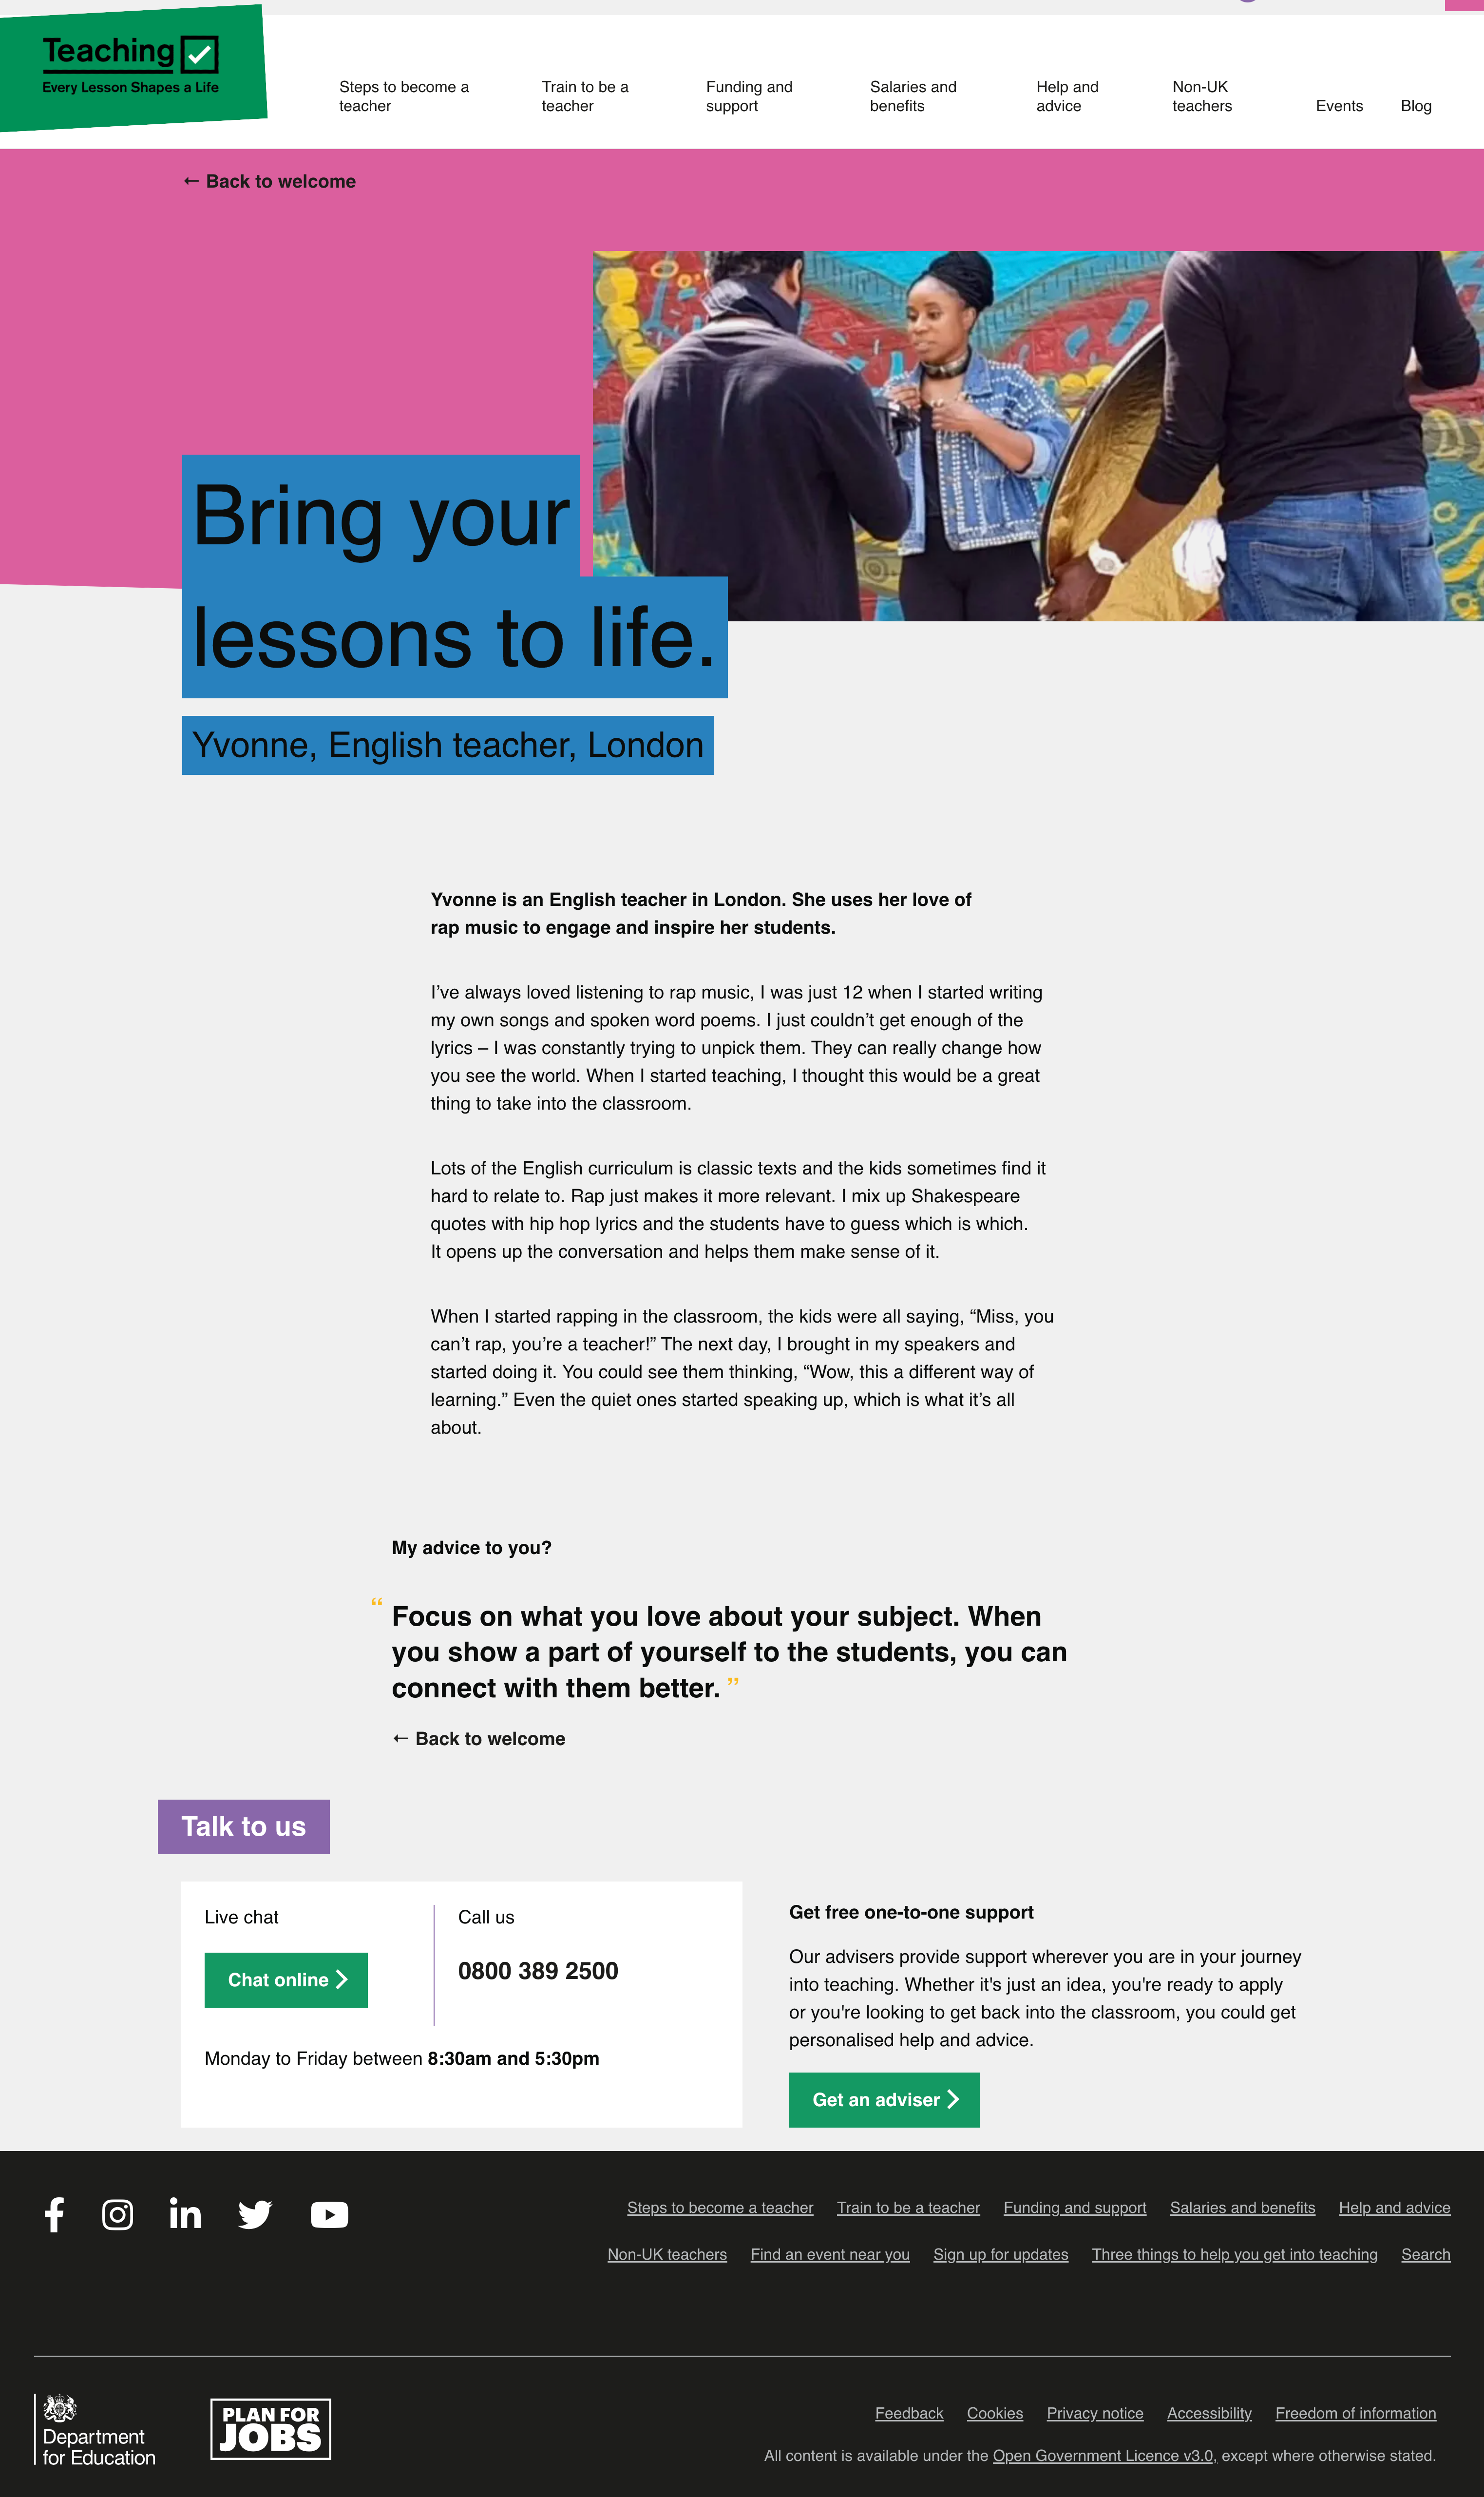 Teaching
Every Lesson Shapes a Life
Steps to become a
teacher
Train to be a
teacher
Funding and
support
Salaries and
benefits
Help and
advice
Non-UK
teachers
Events
Blog
← Back to welcome
Bring your
lessons to life.
Yvonne, English teacher, London
Yvonne is an English teacher in London. She uses her love of
rap music to engage and inspire her students.
I’ve always loved listening to rap music, I was just 12 when I started writing
my own songs and spoken word poems. I just couldn’t get enough of the
lyrics – I was constantly trying to unpick them. They can really change how
you see the world. When I started teaching, I thought this would be a great
thing to take into the classroom.
Lots of the English curriculum is classic texts and the kids sometimes find it
hard to relate to. Rap just makes it more relevant. I mix up Shakespeare
quotes with hip hop lyrics and the students have to guess which is which.
It opens up the conversation and helps them make sense of it.
When I started rapping in the classroom, the kids were all saying, “Miss, you
can’t rap, you’re a teacher!” The next day, I brought in my speakers and
started doing it. You could see them thinking, “Wow, this a different way of
learning.” Even the quiet ones started speaking up, which is what it’s all
about.
My advice to you?
“ Focus on what you love about your subject. When
you show a part of yourself to the students, you can
connect with them better. ”
← Back to welcome
Talk to us
Live chat
Chat online
Call us
0800 389 2500
Monday to Friday between 8:30am and 5:30pm
Get free one-to-one support
Our advisers provide support wherever you are in your journey
into teaching. Whether it's just an idea, you're ready to apply
or you're looking to get back into the classroom, you could get
personalised help and advice.
Get an adviser
Steps to become a teacher Train to be a teacher Funding and support Salaries and benefits Help and advice
Non-UK teachers Find an event near you Sign up for updates Three things to help you get into teaching Search
Department
for Education
PLAN FOR
JOBS
Feedback Cookies Privacy notice Accessibility Freedom of information
All content is available under the Open Government Licence v3.0, except where otherwise stated.